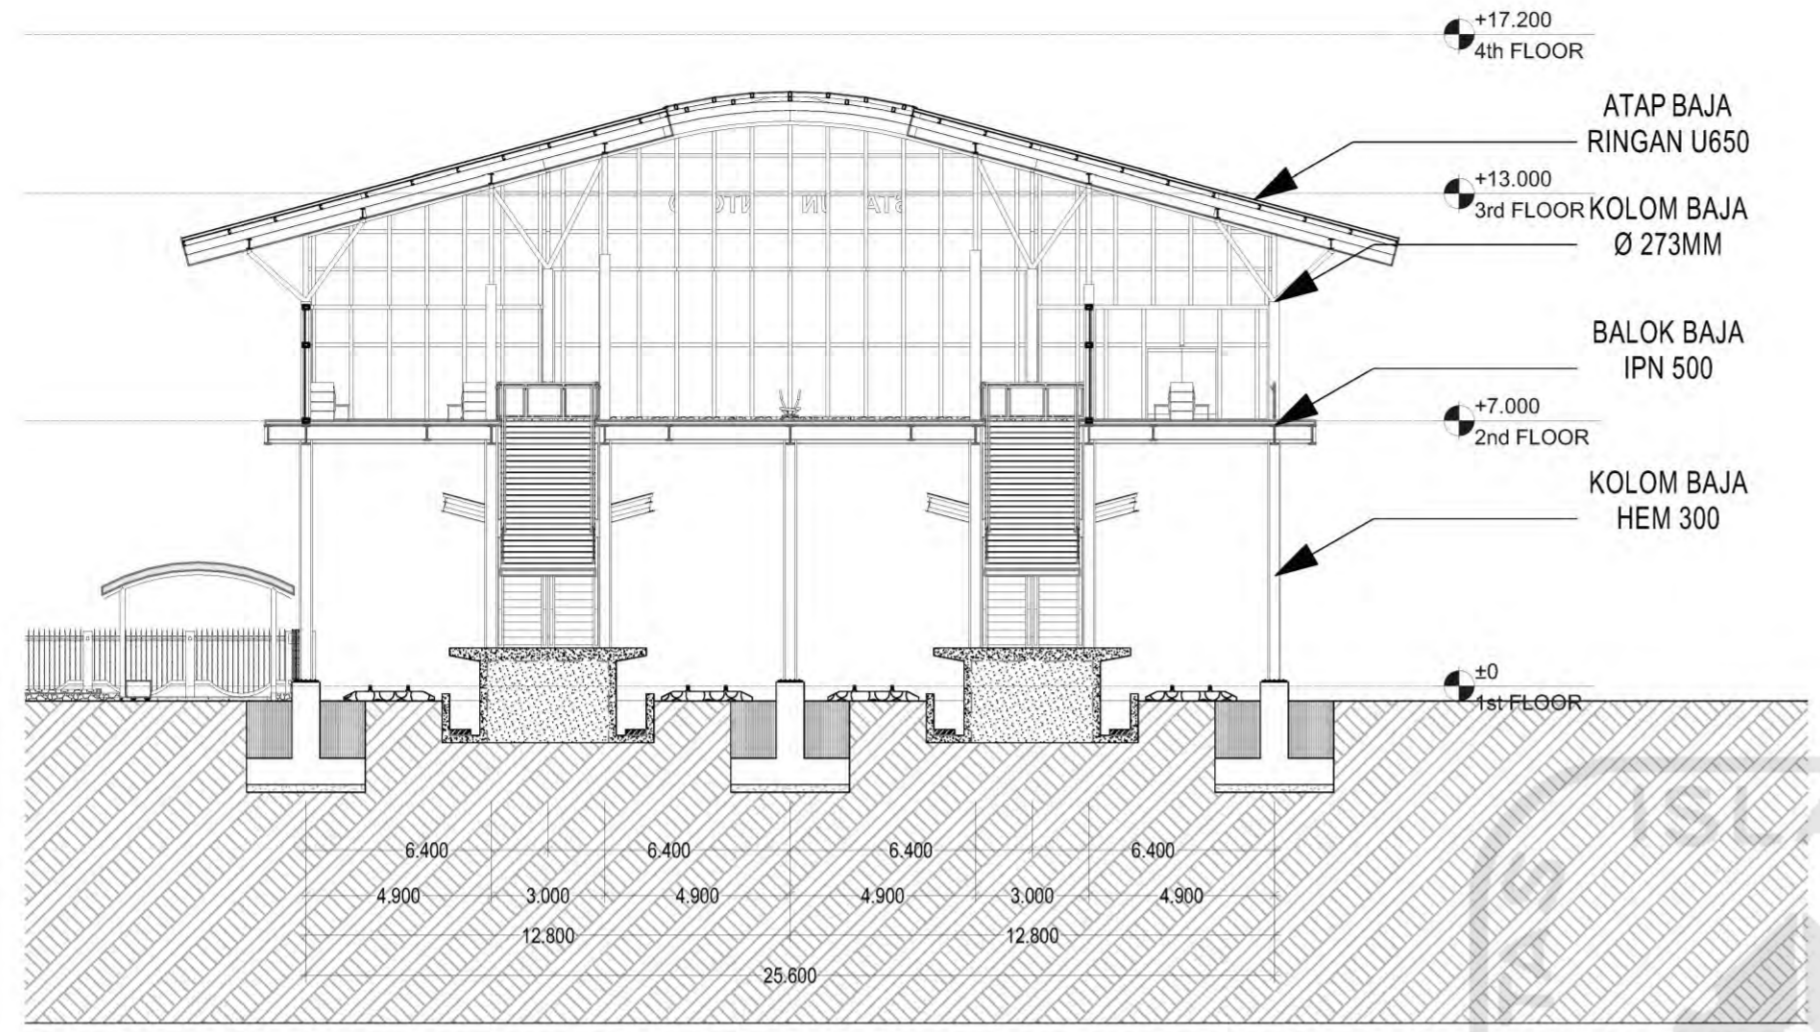 +17.200
4th FLOOR
ATAP BAJA
RINGAN U650
+13.000
3rd FLOOR
KOLOM BAJA
Ø 273MM
BALOK BAJA
IPN 500
+7.000
2nd FLOOR
KOLOM BAJA
HEM 300
±0
1st FLOOR
6.400 6.400 6.400 6.400
4.900 3.000 4.900 4.900 3.000 4.900
12.800 12.800
25.600
ISL
TAS